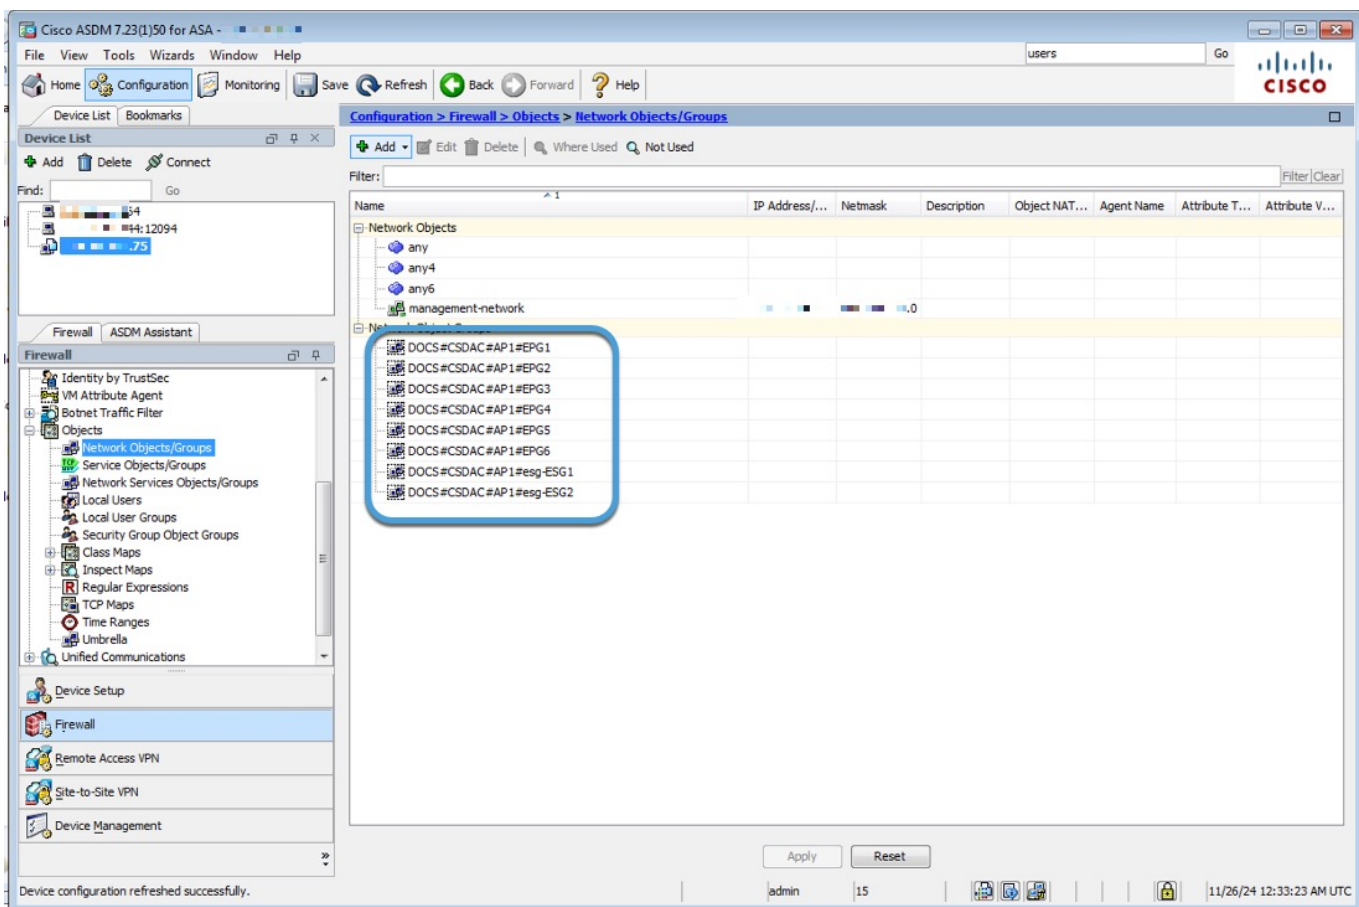 Cisco ASDM 7.23(1)50 for ASA -
File View Tools Wizards Window Help
users Go
Home Configuration Monitoring Save Refresh Back Forward Help
CISCO
Device List Bookmarks
Configuration > Firewall > Objects > Network Objects/Groups
Device List
Add Delete Connect
Add Edit Delete Where Used Not Used
Find: Go
Filter: Filter Clear
Name 1 IP Address/... Netmask Description Object NAT... Agent Name Attribute T... Attribute V...
44:12094
.75
Network Objects
any
any4
any6
management-network .0
DOCS#CSDAC#AP1#EPG1
DOCS#CSDAC#AP1#EPG2
DOCS#CSDAC#AP1#EPG3
DOCS#CSDAC#AP1#EPG4
DOCS#CSDAC#AP1#EPG5
DOCS#CSDAC#AP1#EPG6
DOCS#CSDAC#AP1#esg-ESG1
DOCS#CSDAC#AP1#esg-ESG2
Firewall ASDM Assistant
Firewall
Identity by TrustSec
VM Attribute Agent
Botnet Traffic Filter
Objects
Network Objects/Groups
Service Objects/Groups
Network Services Objects/Groups
Local Users
Local User Groups
Security Group Object Groups
Class Maps
Inspect Maps
Regular Expressions
TCP Maps
Time Ranges
Umbrella
Unified Communications
Device Setup
Firewall
Remote Access VPN
Site-to-Site VPN
Device Management
Apply Reset
Device configuration refreshed successfully.
admin 15 11/26/24 12:33:23 AM UTC